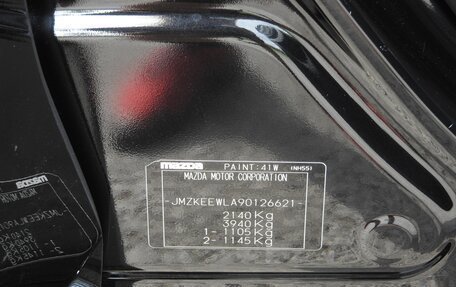 mazda PAINT:41W (NH55)
MAZDA MOTOR CORPORATION
-JMZKEEWLA90126621-
2140Kg
3940Kg
1- 1105Kg
2- 1145Kg